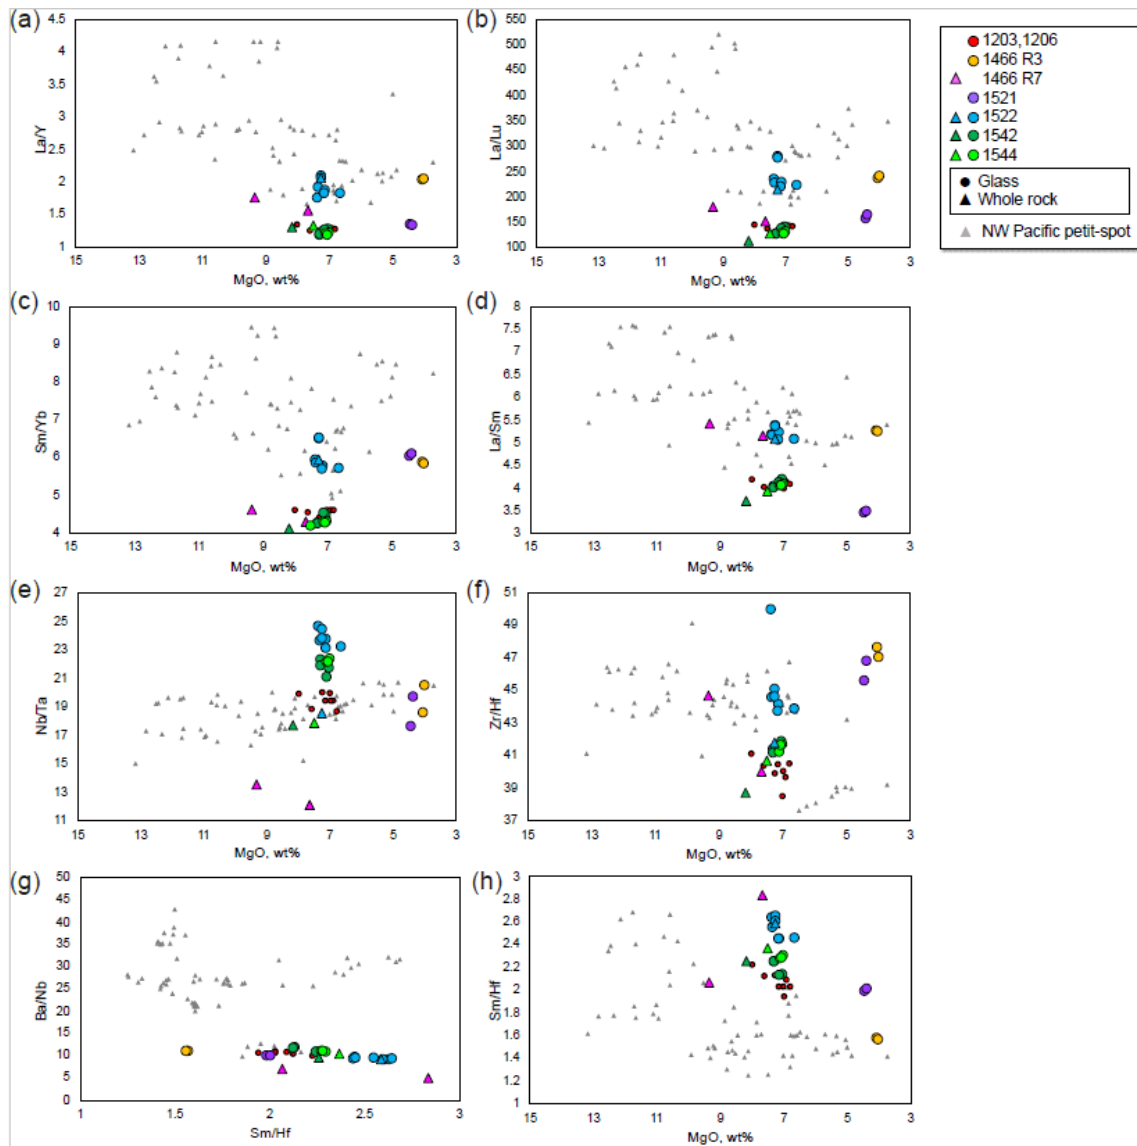 (a)
4.5
4
3.5
3
2.5
2
1.5
1
La/Y
15 13 11 9 7 5 3
MgO, wt%
(b)
550
500
450
400
350
300
250
200
150
100
La/Lu
15 13 11 9 7 5 3
MgO, wt%
1203,1206
1466 R3
1466 R7
1521
1522
1542
1544
Glass
Whole rock
NW Pacific petit-spot
(c)
10
9
8
7
6
5
4
Sm/Yb
15 13 11 9 7 5 3
MgO, wt%
(d)
8
7.5
7
6.5
6
5.5
5
4.5
4
3.5
3
La/Sm
15 13 11 9 7 5 3
MgO, wt%
(e)
27
25
23
21
19
17
15
13
11
Nb/Ta
15 13 11 9 7 5 3
MgO, wt%
(f)
51
49
47
45
43
41
39
37
Zr/Hf
15 13 11 9 7 5 3
MgO, wt%
(g)
50
45
40
35
30
25
20
15
10
5
0
Ba/Nb
1 1.5 2 2.5 3
Sm/Hf
(h)
3
2.8
2.6
2.4
2.2
2
1.8
1.6
1.4
1.2
1
Sm/Hf
15 13 11 9 7 5 3
MgO, wt%